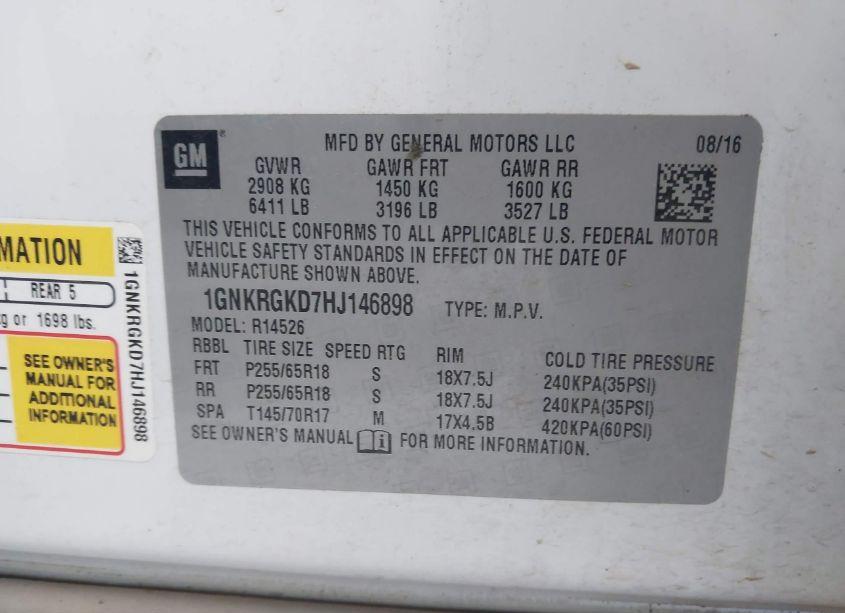 GM
MFD BY GENERAL MOTORS LLC 08/16
GVWR GAWR FRT GAWR RR
2908 KG 1450 KG 1600 KG
6411 LB 3196 LB 3527 LB
THIS VEHICLE CONFORMS TO ALL APPLICABLE U.S. FEDERAL MOTOR
VEHICLE SAFETY STANDARDS IN EFFECT ON THE DATE OF
MANUFACTURE SHOWN ABOVE.
1GNKRGKD7HJ146898 TYPE: M.P.V.
MODEL: R14526
RBBL TIRE SIZE SPEED RTG RIM COLD TIRE PRESSURE
FRT P255/65R18 S 18X7.5J 240KPA(35PSI)
RR P255/65R18 S 18X7.5J 240KPA(35PSI)
SPA T145/70R17 M 17X4.5B 420KPA(60PSI)
SEE OWNER'S MANUAL FOR MORE INFORMATION.
MATION
REAR 5
kg or 1698 lbs.
SEE OWNER'S
MANUAL FOR
ADDITIONAL
INFORMATION
1GNKRGKD7HJ146898